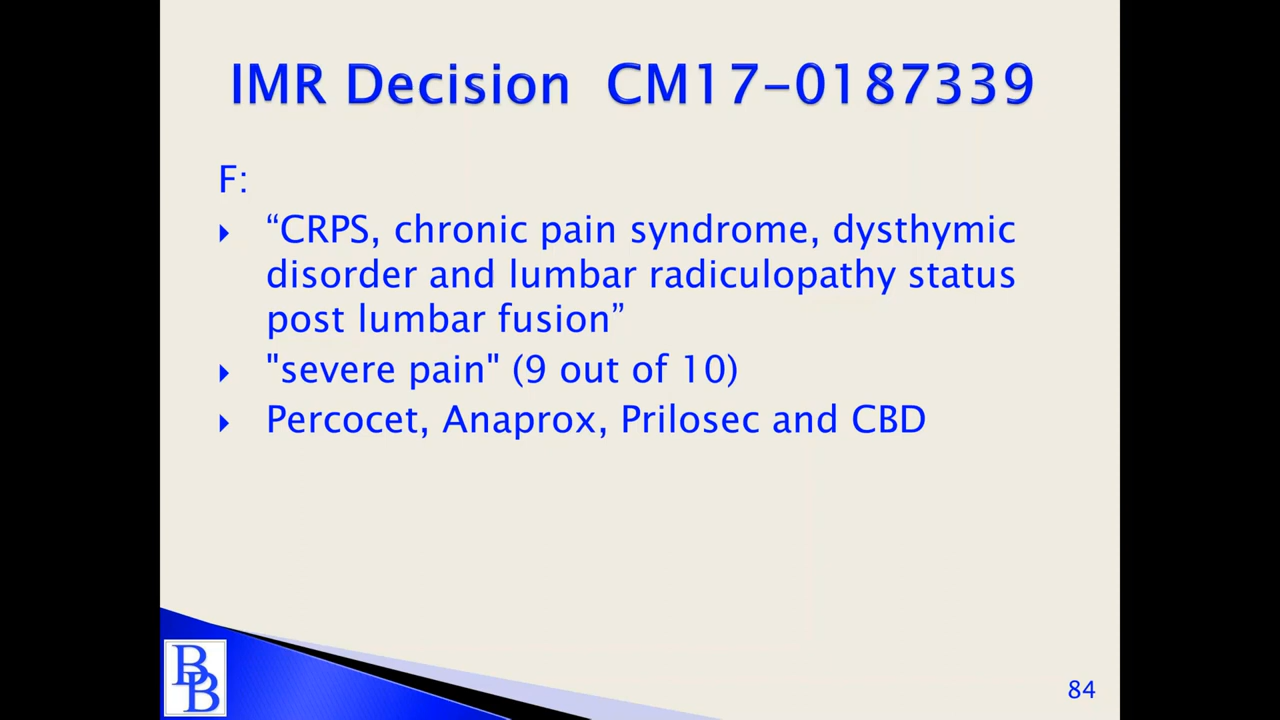 IMR Decision CM17-0187339
F:
“CRPS, chronic pain syndrome, dysthymic
disorder and lumbar radiculopathy status
post lumbar fusion”
"severe pain" (9 out of 10)
Percocet, Anaprox, Prilosec and CBD
BB
84